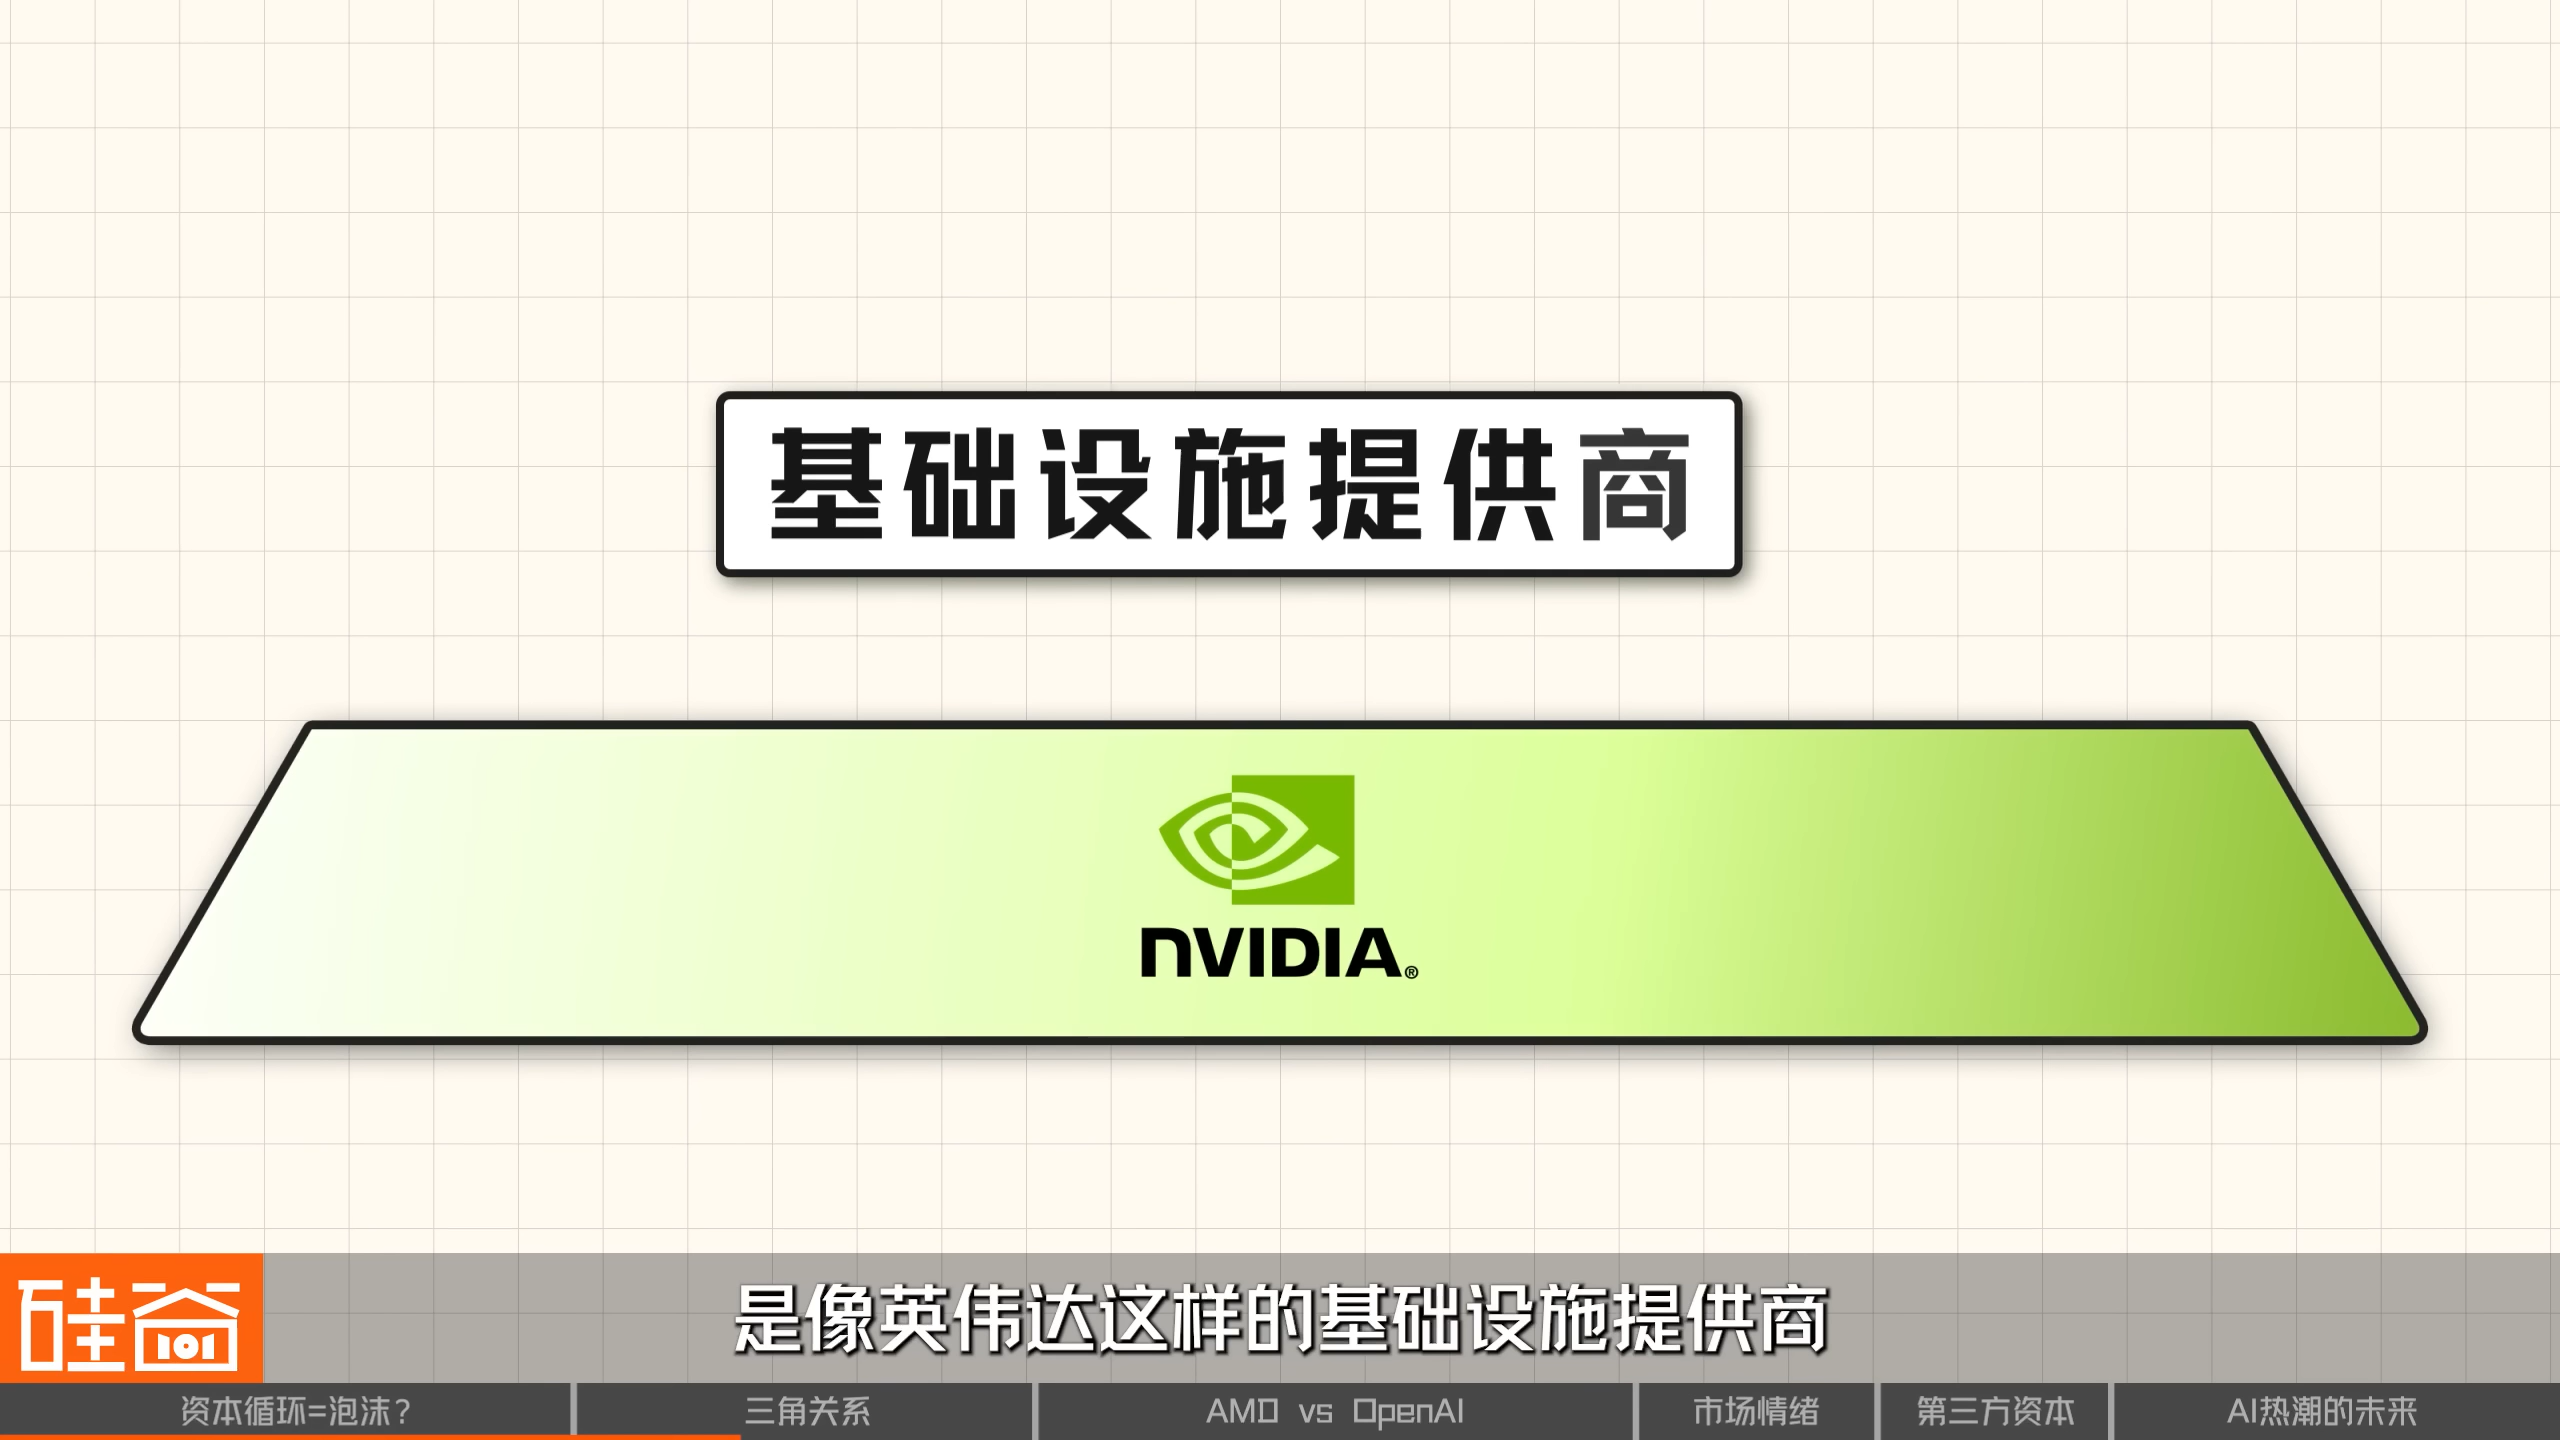 基础设施提供商
NVIDIA®
硅谷101
是像英伟达这样的基础设施提供商
资本循环=泡沫?
三角关系
AMD vs OpenAI
市场情绪
第三方资本
AI热潮的未来